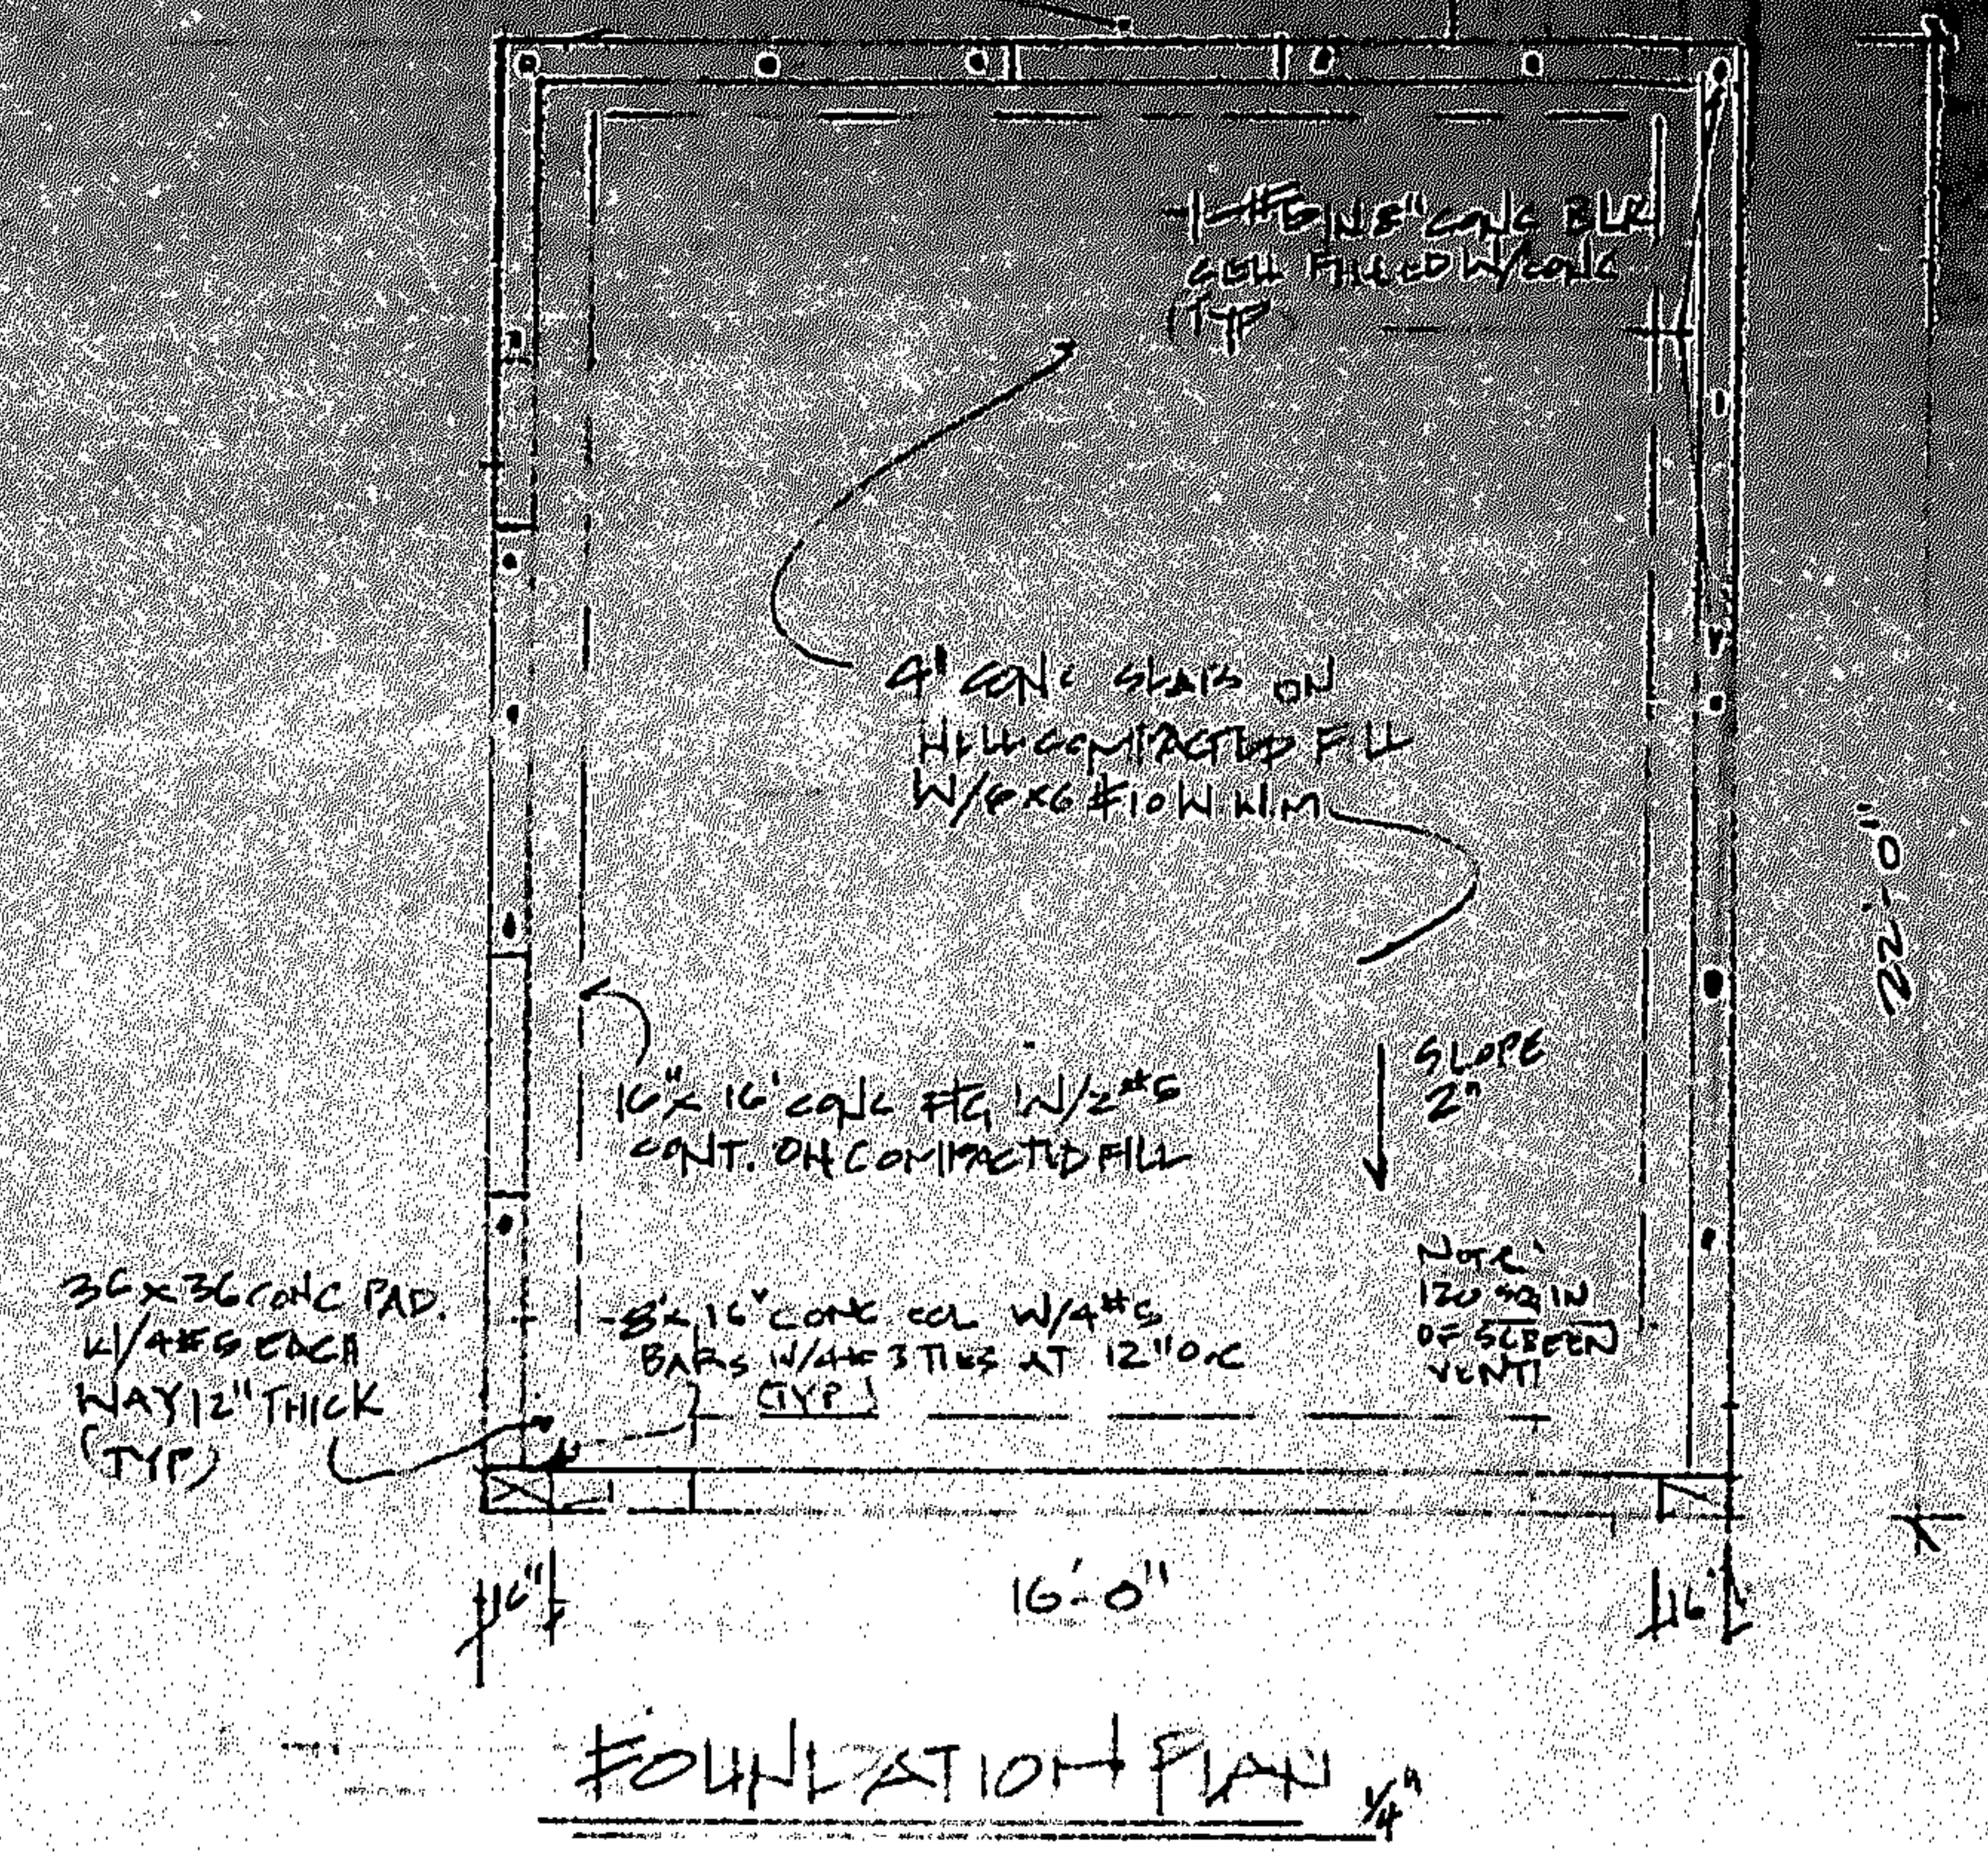 1-#5 IN 8" CONC BLK
CELL FILLED W/CONC
(TYP
4" CONC SLAB ON
WELL COMPACTED FILL
W/6x6 #10 W.W.M
22'-0"
16" x 16" CONC FTG W/2 #5
CONT. ON COMPACTED FILL
SLOPE
2"
NOTE:
120 SQ IN
OF SCREEN
VENT
36 x 36 CONC PAD.
W/4 #5 EACH
WAY 12" THICK
(TYP)
8 x 16" CONC COL W/4 #5
BARS W/ #3 TIES AT 12" O.C
(TYP)
16"
16'-0"
16"
FOUNDATION PLAN
1/4"